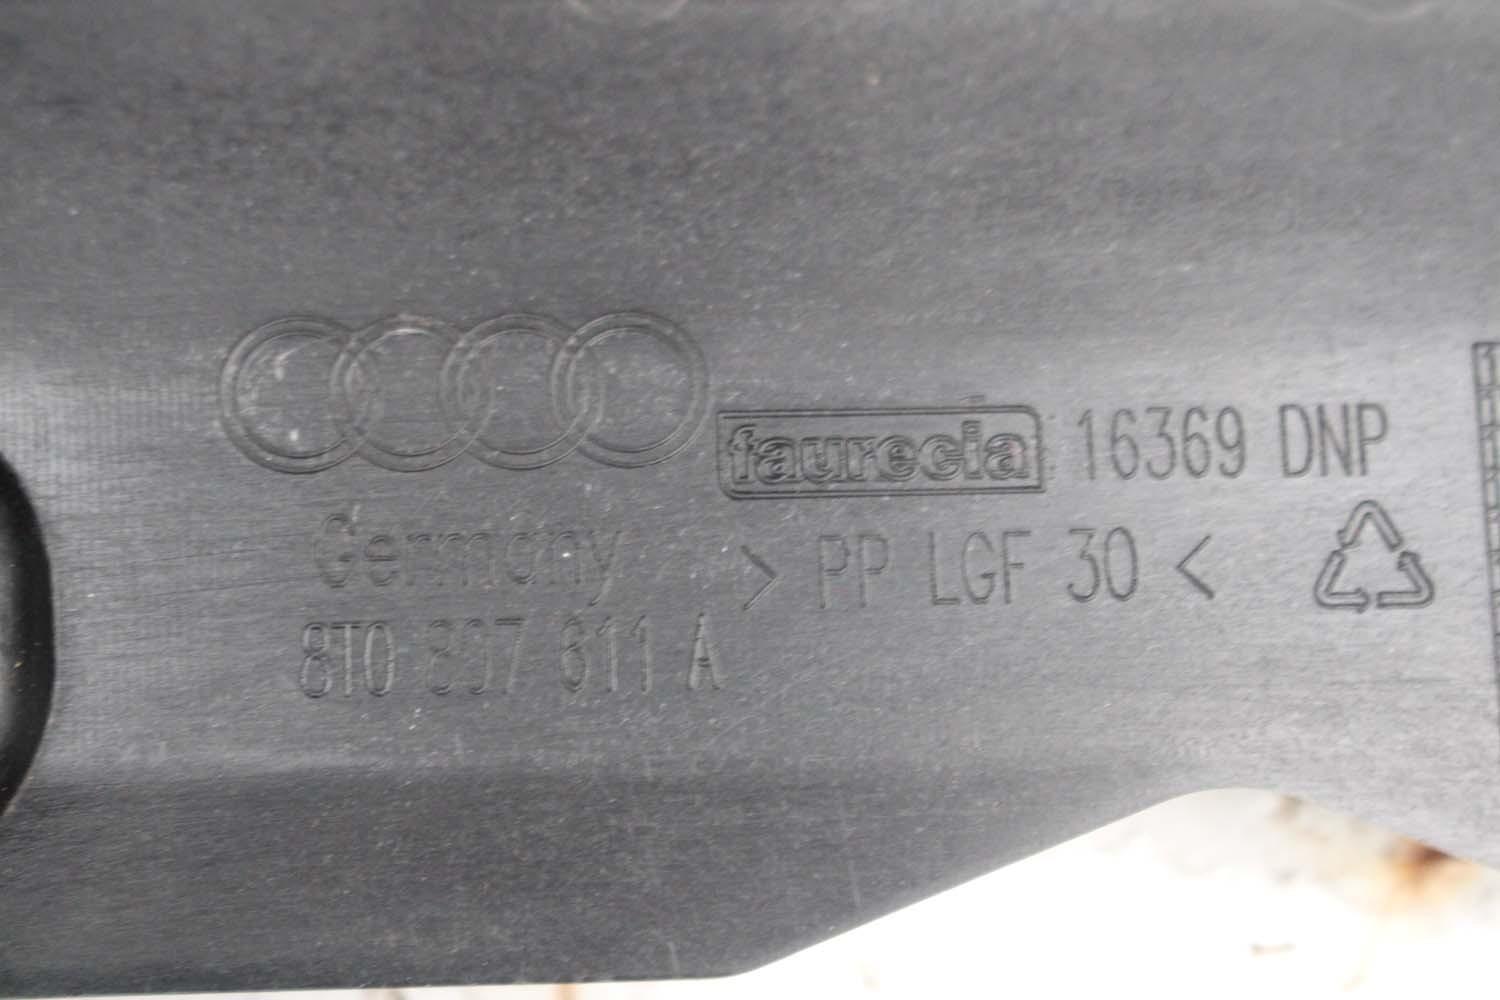 faurecia 16369 DNP
Germany > PP LGF 30 <
8T0 807 611 A